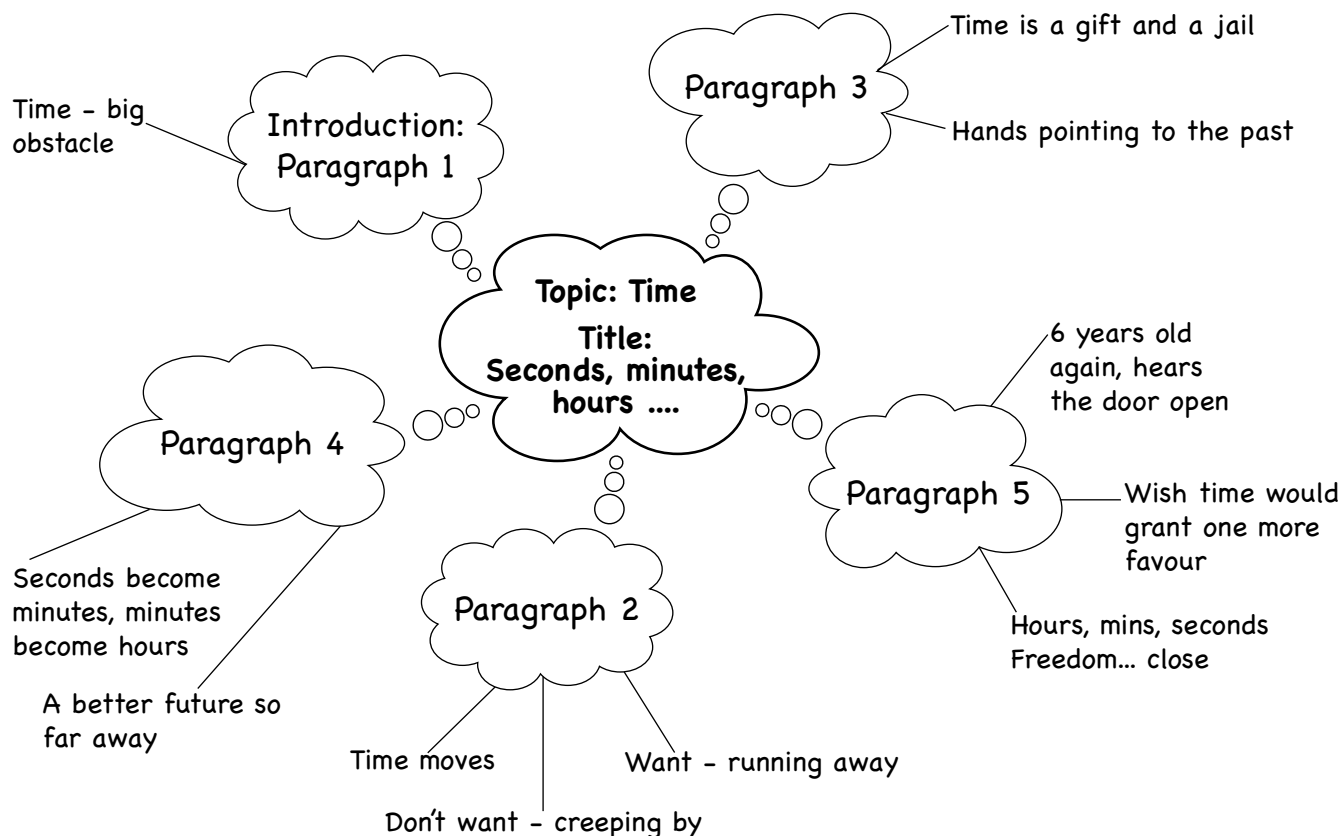 Topic: Time
Title:
Seconds, minutes,
hours ....
Introduction:
Paragraph 1
Time – big
obstacle
Paragraph 2
Time moves
Don't want – creeping by
Want – running away
Paragraph 3
Time is a gift and a jail
Hands pointing to the past
Paragraph 4
Seconds become
minutes, minutes
become hours
A better future so
far away
Paragraph 5
6 years old
again, hears
the door open
Wish time would
grant one more
favour
Hours, mins, seconds
Freedom... close